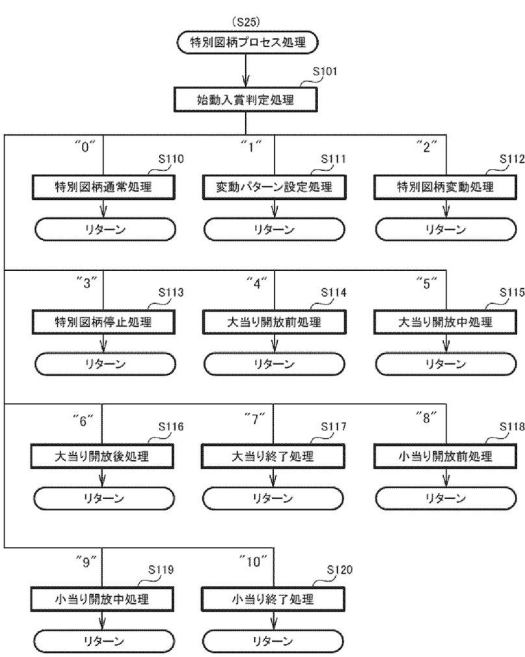 (S25)
特別図柄プロセス処理
S101
始動入賞判定処理
"0"
"1"
"2"
S110
S111
S112
特別図柄通常処理
変動パターン設定処理
特別図柄変動処理
リターン
リターン
リターン
"3"
"4"
"5"
S113
S114
S115
特別図柄停止処理
大当り開放前処理
大当り開放中処理
リターン
リターン
リターン
"6"
"7"
"8"
S116
S117
S118
大当り開放後処理
大当り終了処理
小当り開放前処理
リターン
リターン
リターン
"9"
"10"
S119
S120
小当り開放中処理
小当り終了処理
リターン
リターン